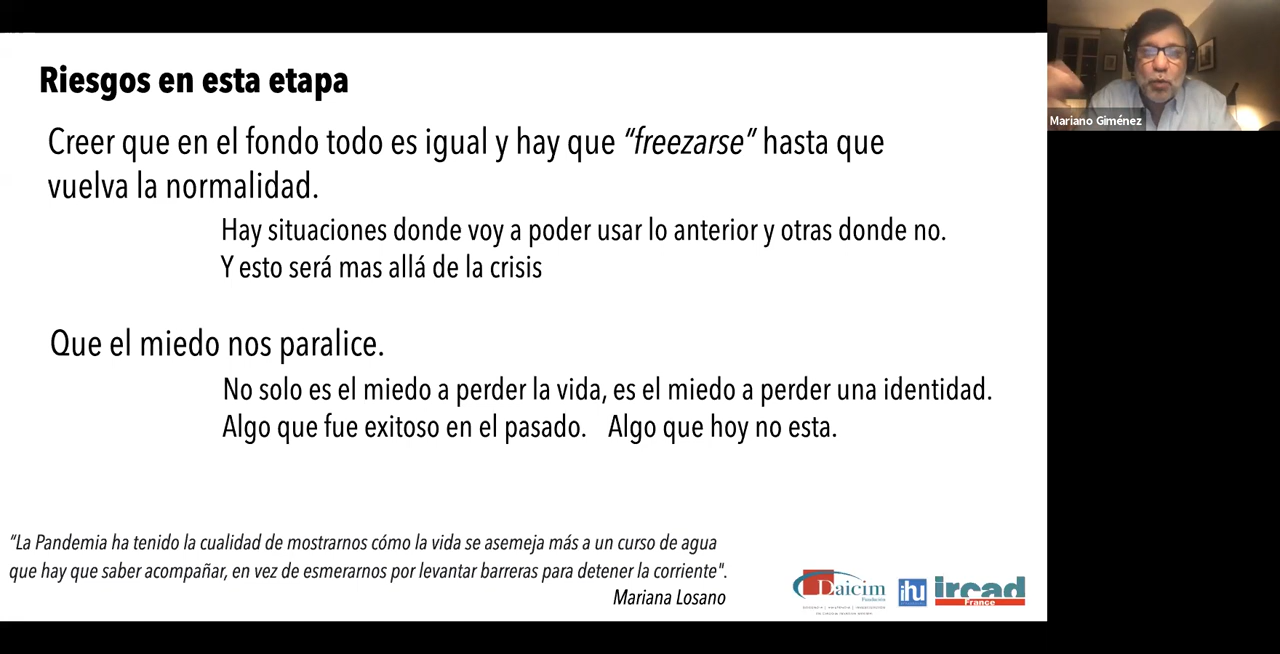 Riesgos en esta etapa
Creer que en el fondo todo es igual y hay que “freezarse” hasta que
vuelva la normalidad.
Hay situaciones donde voy a poder usar lo anterior y otras donde no.
Y esto será mas allá de la crisis
Que el miedo nos paralice.
No solo es el miedo a perder la vida, es el miedo a perder una identidad.
Algo que fue exitoso en el pasado. Algo que hoy no esta.
“La Pandemia ha tenido la cualidad de mostrarnos cómo la vida se asemeja más a un curso de agua
que hay que saber acompañar, en vez de esmerarnos por levantar barreras para detener la corriente".
Mariana Losano
Daicim
Fundación
ihu
ircad
France
Mariano Giménez